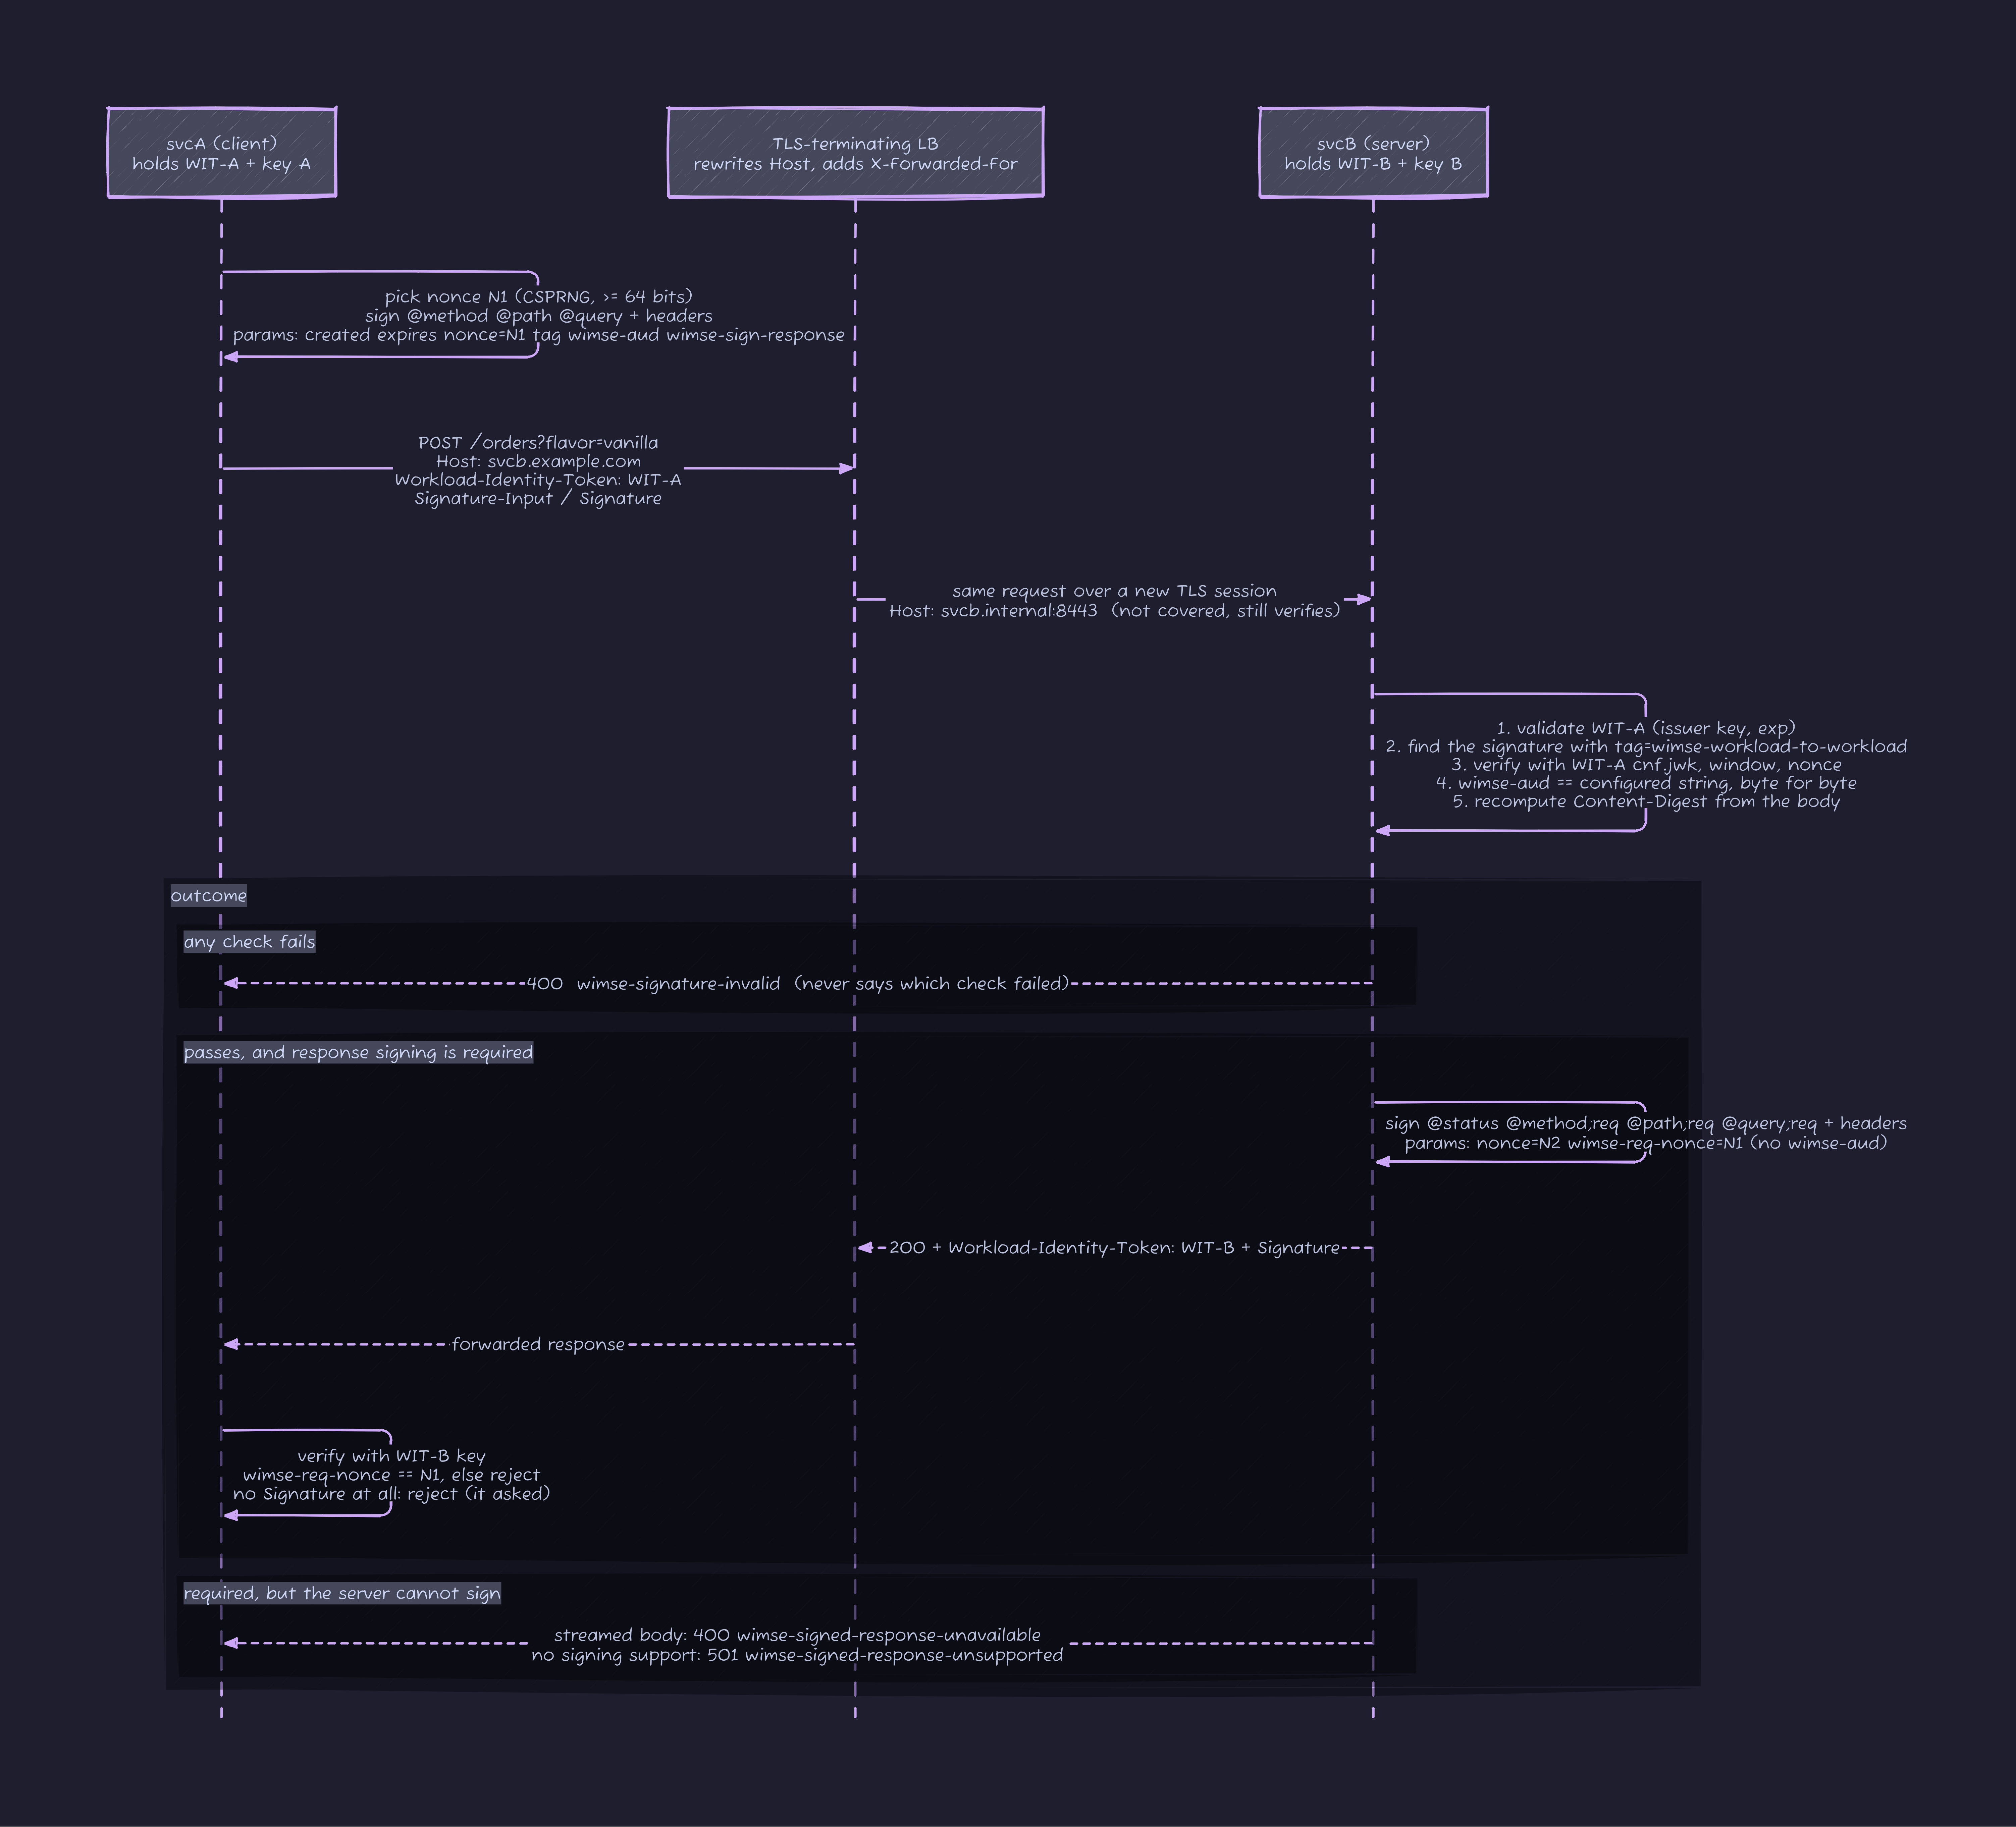 svcA (client)
holds WIT-A + key A
TLS-terminating LB
rewrites Host, adds X-Forwarded-For
svcB (server)
holds WIT-B + key B
pick nonce N1 (CSPRNG, >= 64 bits)
sign @method @path @query + headers
params: created expires nonce=N1 tag wimse-aud wimse-sign-response
POST /orders?flavor=vanilla
Host: svcb.example.com
Workload-Identity-Token: WIT-A
Signature-Input / Signature
same request over a new TLS session
Host: svcb.internal:8443  (not covered, still verifies)
1. validate WIT-A (issuer key, exp)
2. find the signature with tag=wimse-workload-to-workload
3. verify with WIT-A cnf.jwk, window, nonce
4. wimse-aud == configured string, byte for byte
5. recompute Content-Digest from the body
outcome
any check fails
400  wimse-signature-invalid  (never says which check failed)
passes, and response signing is required
sign @status @method;req @path;req @query;req + headers
params: nonce=N2 wimse-req-nonce=N1 (no wimse-aud)
200 + Workload-Identity-Token: WIT-B + Signature
forwarded response
verify with WIT-B key
wimse-req-nonce == N1, else reject
no Signature at all: reject (it asked)
required, but the server cannot sign
streamed body: 400 wimse-signed-response-unavailable
no signing support: 501 wimse-signed-response-unsupported